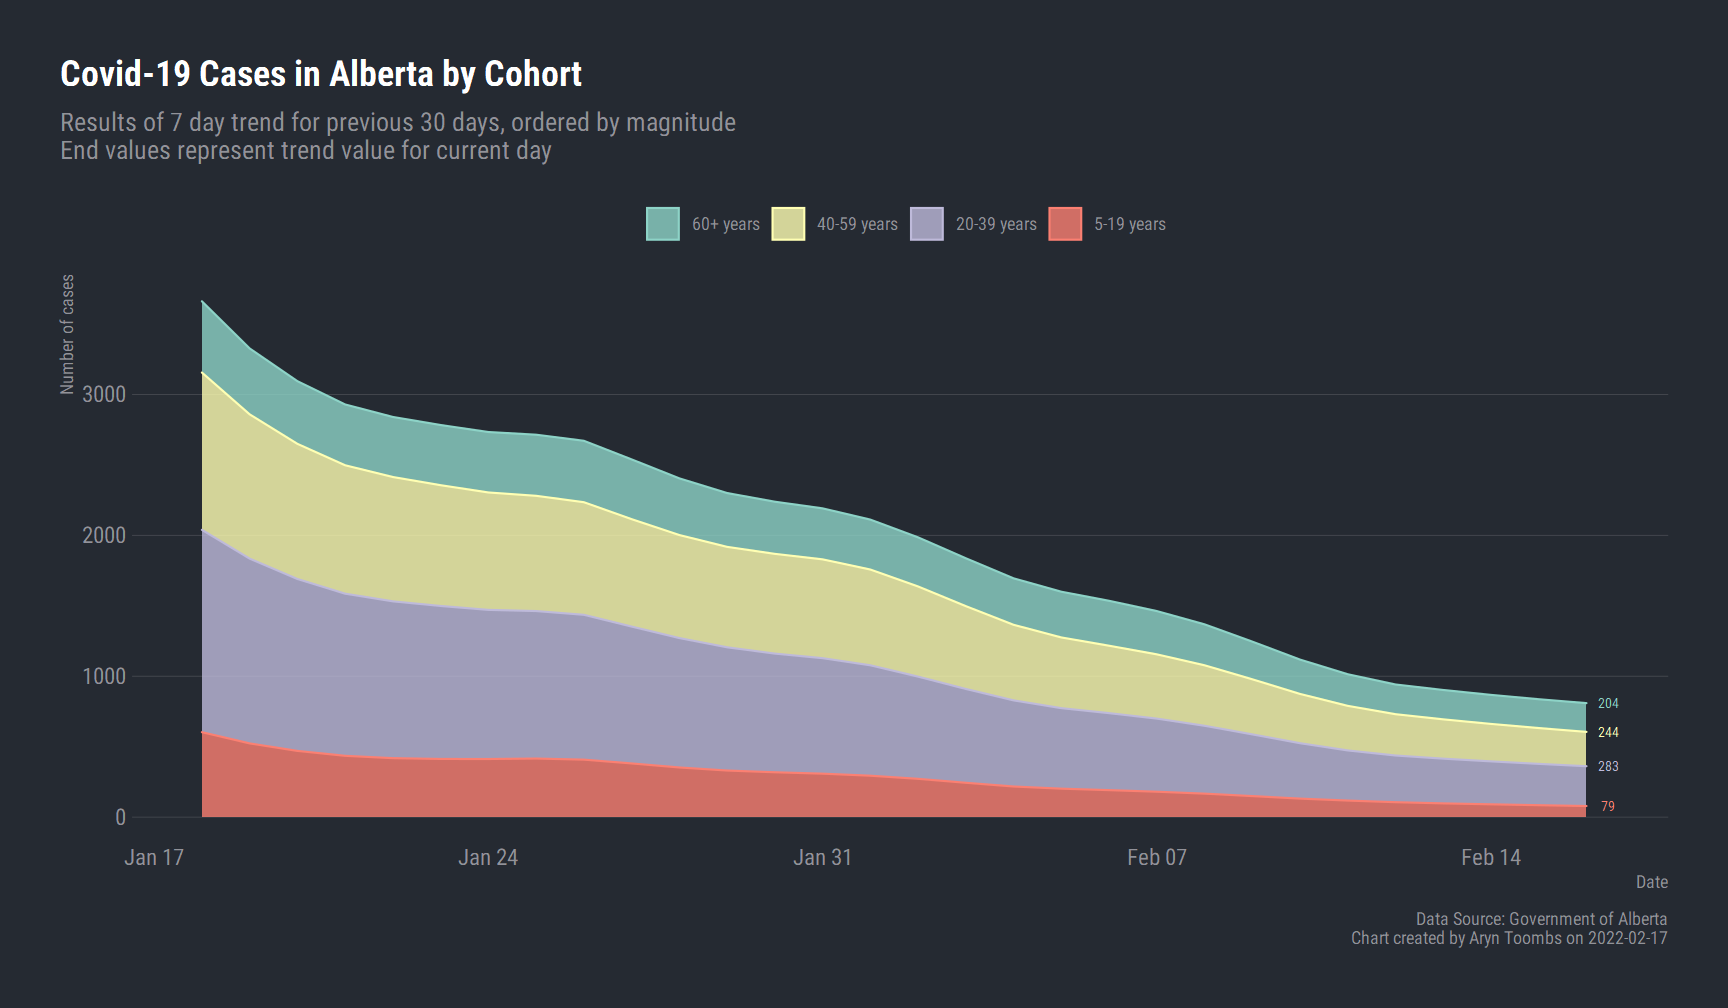 Covid-19 Cases in Alberta by Cohort
Results of 7 day trend for previous 30 days, ordered by magnitude
End values represent trend value for current day
60+ years 40-59 years 20-39 years 5-19 years
Number of cases
3000
2000
1000
0
204
244
283
79
Jan 17 Jan 24 Jan 31 Feb 07 Feb 14
Date
Data Source: Government of Alberta
Chart created by Aryn Toombs on 2022-02-17